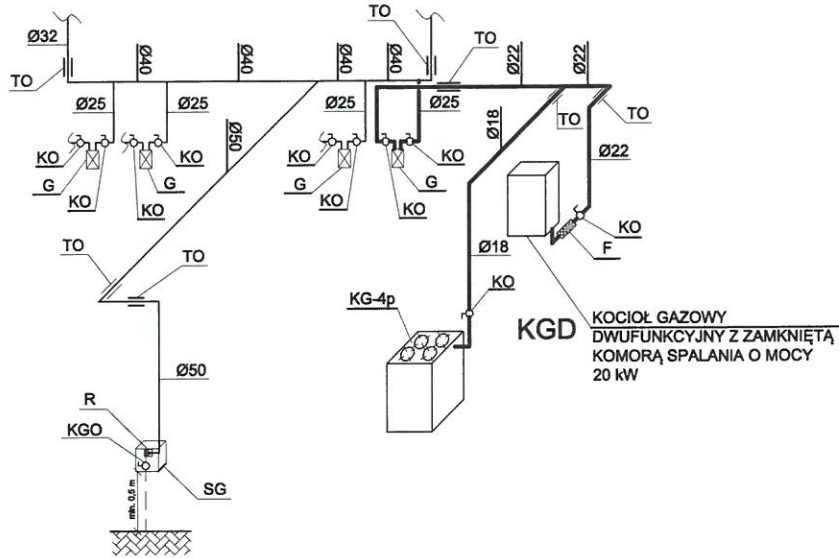 TO
Ø32
Ø40
Ø40
Ø40
Ø40
TO
TO
Ø22
Ø22
TO
Ø25
Ø25
Ø25
Ø25
Ø18
TO
TO
KO
KO
KO
KO
Ø50
Ø22
G
G
G
G
KO
KO
KO
KO
KO
F
TO
TO
Ø18
KG-4p
KO
KGD
KOCIOŁ GAZOWY
DWUFUNKCYJNY Z ZAMKNIĘTĄ
KOMORĄ SPALANIA O MOCY
20 kW
Ø50
R
KGO
SG
min. 0,5 m